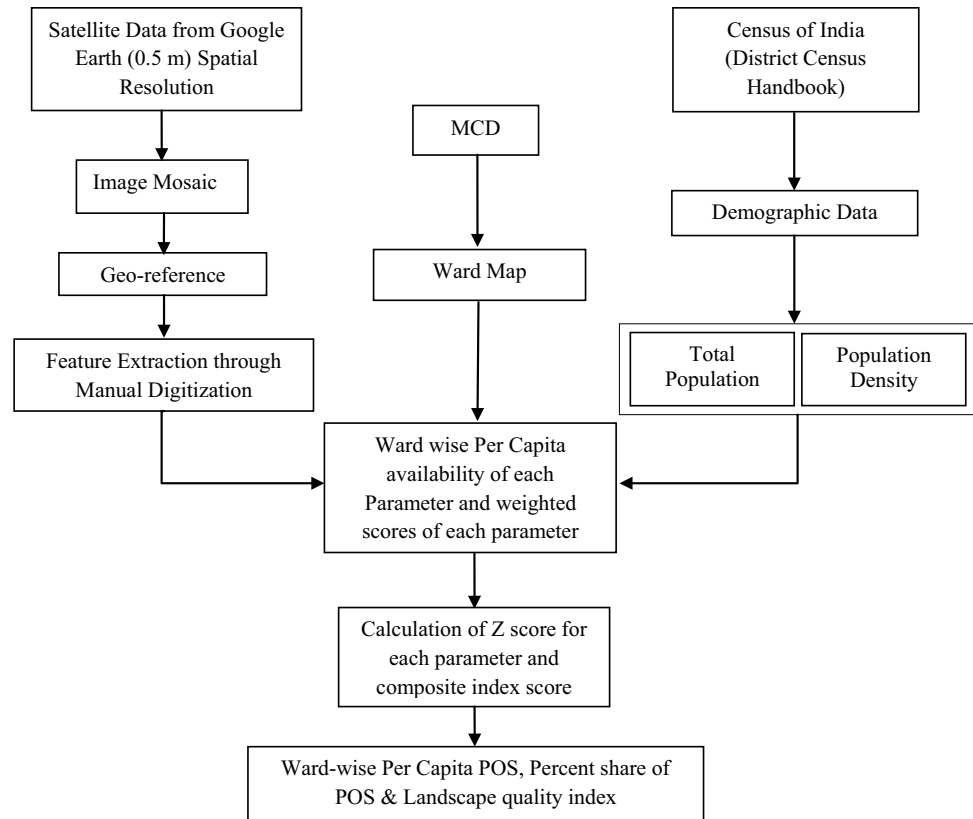 Satellite Data from Google
Earth (0.5 m) Spatial
Resolution
Census of India
(District Census
Handbook)
MCD
Image Mosaic
Demographic Data
Geo-reference
Ward Map
Feature Extraction through
Manual Digitization
Total
Population
Population
Density
Ward wise Per Capita
availability of each
Parameter and weighted
scores of each parameter
Calculation of Z score for
each parameter and
composite index score
Ward-wise Per Capita POS, Percent share of
POS & Landscape quality index